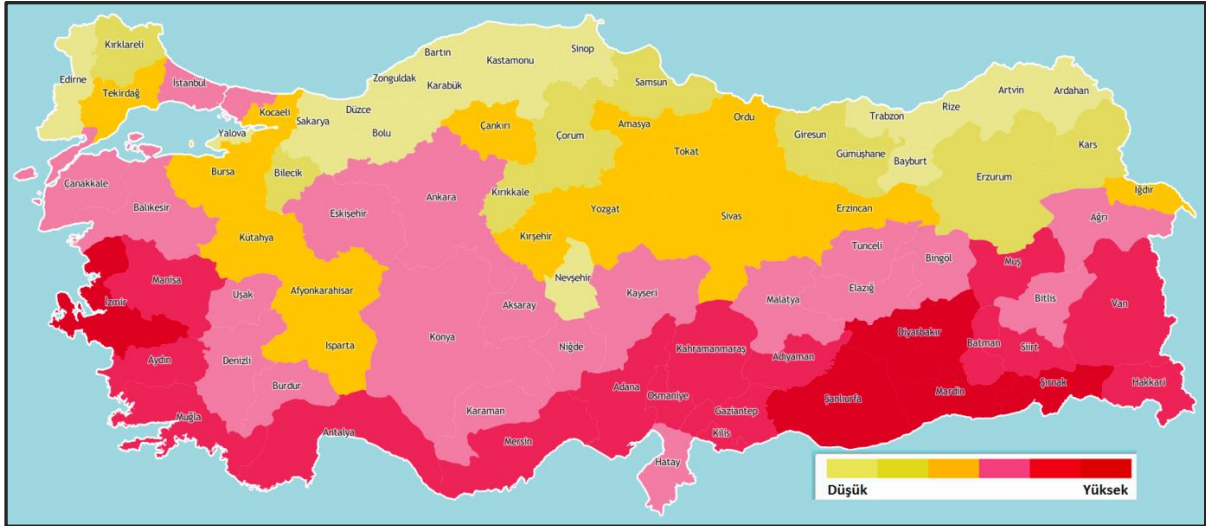 Kırklareli
Edirne
Tekirdağ
İstanbul
Kocaeli
Yalova
Sakarya
Düzce
Bolu
Zonguldak
Bartın
Karabük
Kastamonu
Sinop
Samsun
Çankırı
Çorum
Amasya
Tokat
Ordu
Giresun
Gümüşhane
Trabzon
Bayburt
Rize
Artvin
Ardahan
Kars
Erzurum
Iğdır
Çanakkale
Balıkesir
Bursa
Bilecik
Kütahya
Eskişehir
Ankara
Kırıkkale
Kırşehir
Yozgat
Sivas
Erzincan
Tunceli
Bingöl
Ağrı
Muş
Bitlis
Van
Manisa
İzmir
Uşak
Afyonkarahisar
Nevşehir
Aksaray
Kayseri
Malatya
Elazığ
Diyarbakır
Batman
Siirt
Aydın
Denizli
Isparta
Konya
Niğde
Kahramanmaraş
Adıyaman
Şanlıurfa
Mardin
Şırnak
Hakkari
Muğla
Burdur
Antalya
Karaman
Mersin
Adana
Osmaniye
Gaziantep
Kilis
Hatay
Düşük
Yüksek